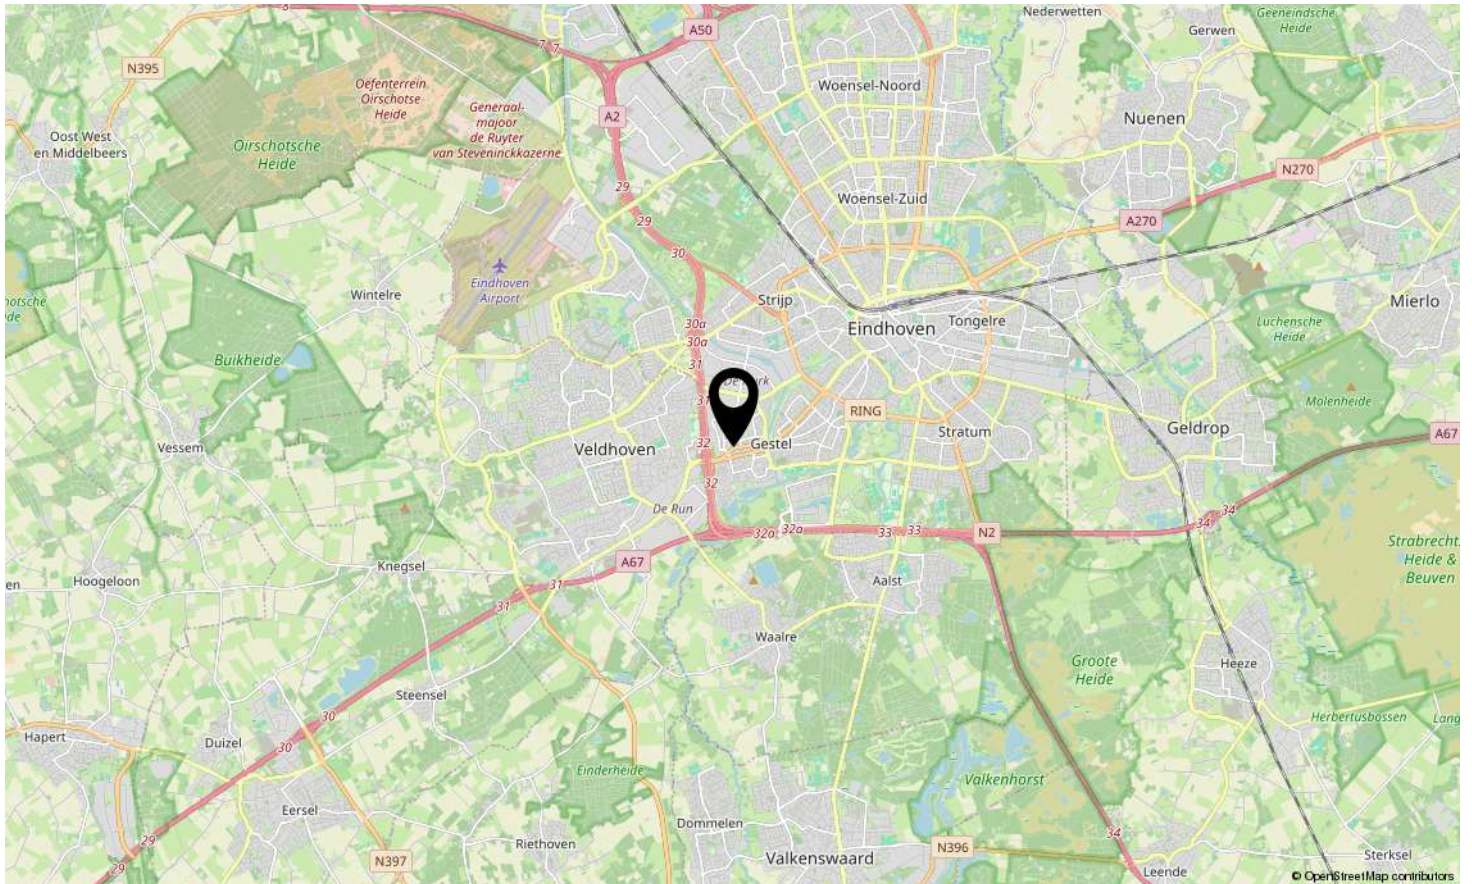 8
A50
Nederwetten
Geeneindsche
Heide
Gerwen
7 7
N395
Oefenterrein
Oirschotse
Heide
Generaal-
majoor
de Ruyter
van Steveninckkazerne
Woensel-Noord
A2
Nuenen
Oost West
en Middelbeers
Oirschotsche
Heide
N270
29
Woensel-Zuid
29
A270
30
Eindhoven
Airport
Wintelre
Strijp
Mierlo
30a
Eindhoven
Tongelre
Luchensche
Heide
30a
Buikheide
31
31
RING
Molenheide
Vessem
Veldhoven
32
Gestel
Stratum
Geldrop
A67
32
De Run
34
34
32a
32a
33
33
N2
Heide &
Beuven
Knegsel
A67
Hoogeloon
en
31
31
Aalst
Waalre
Groote
Heide
Heeze
Steensel
30
Herbertusbossen
Hapert
Duizel
30
Einderheide
Valkenhorst
Eersel
Dommelen
29
Riethoven
34
N396
29
N397
Valkenswaard
Leende
Sterksel
© OpenStreetMap contributors